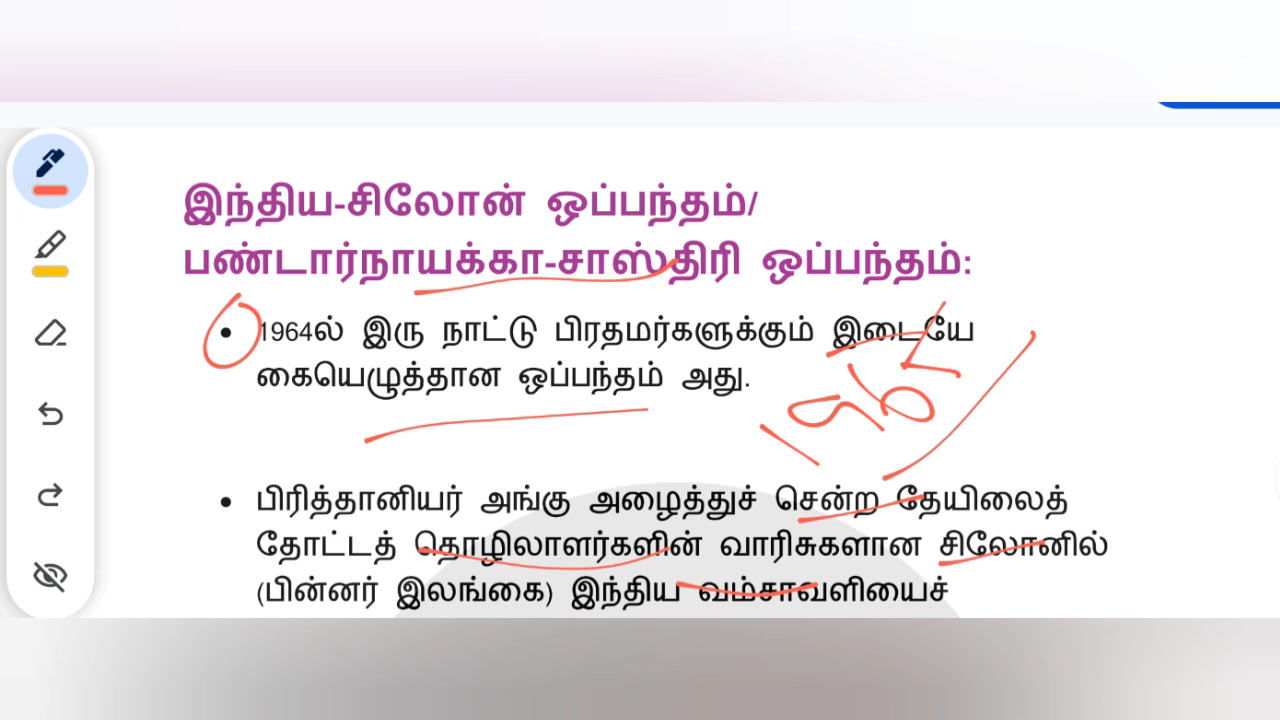 இந்திய-சிலோன் ஒப்பந்தம்/
பண்டார்நாயக்கா-சாஸ்திரி ஒப்பந்தம்:
• 1964ல் இரு நாட்டு பிரதமர்களுக்கும் இடையே
கையெழுத்தான ஒப்பந்தம் அது.
1965
• பிரித்தானியர் அங்கு அழைத்துச் சென்ற தேயிலைத்
தோட்டத் தொழிலாளர்களின் வாரிசுகளான சிலோனில்
(பின்னர் இலங்கை) இந்திய வம்சாவளியைச்